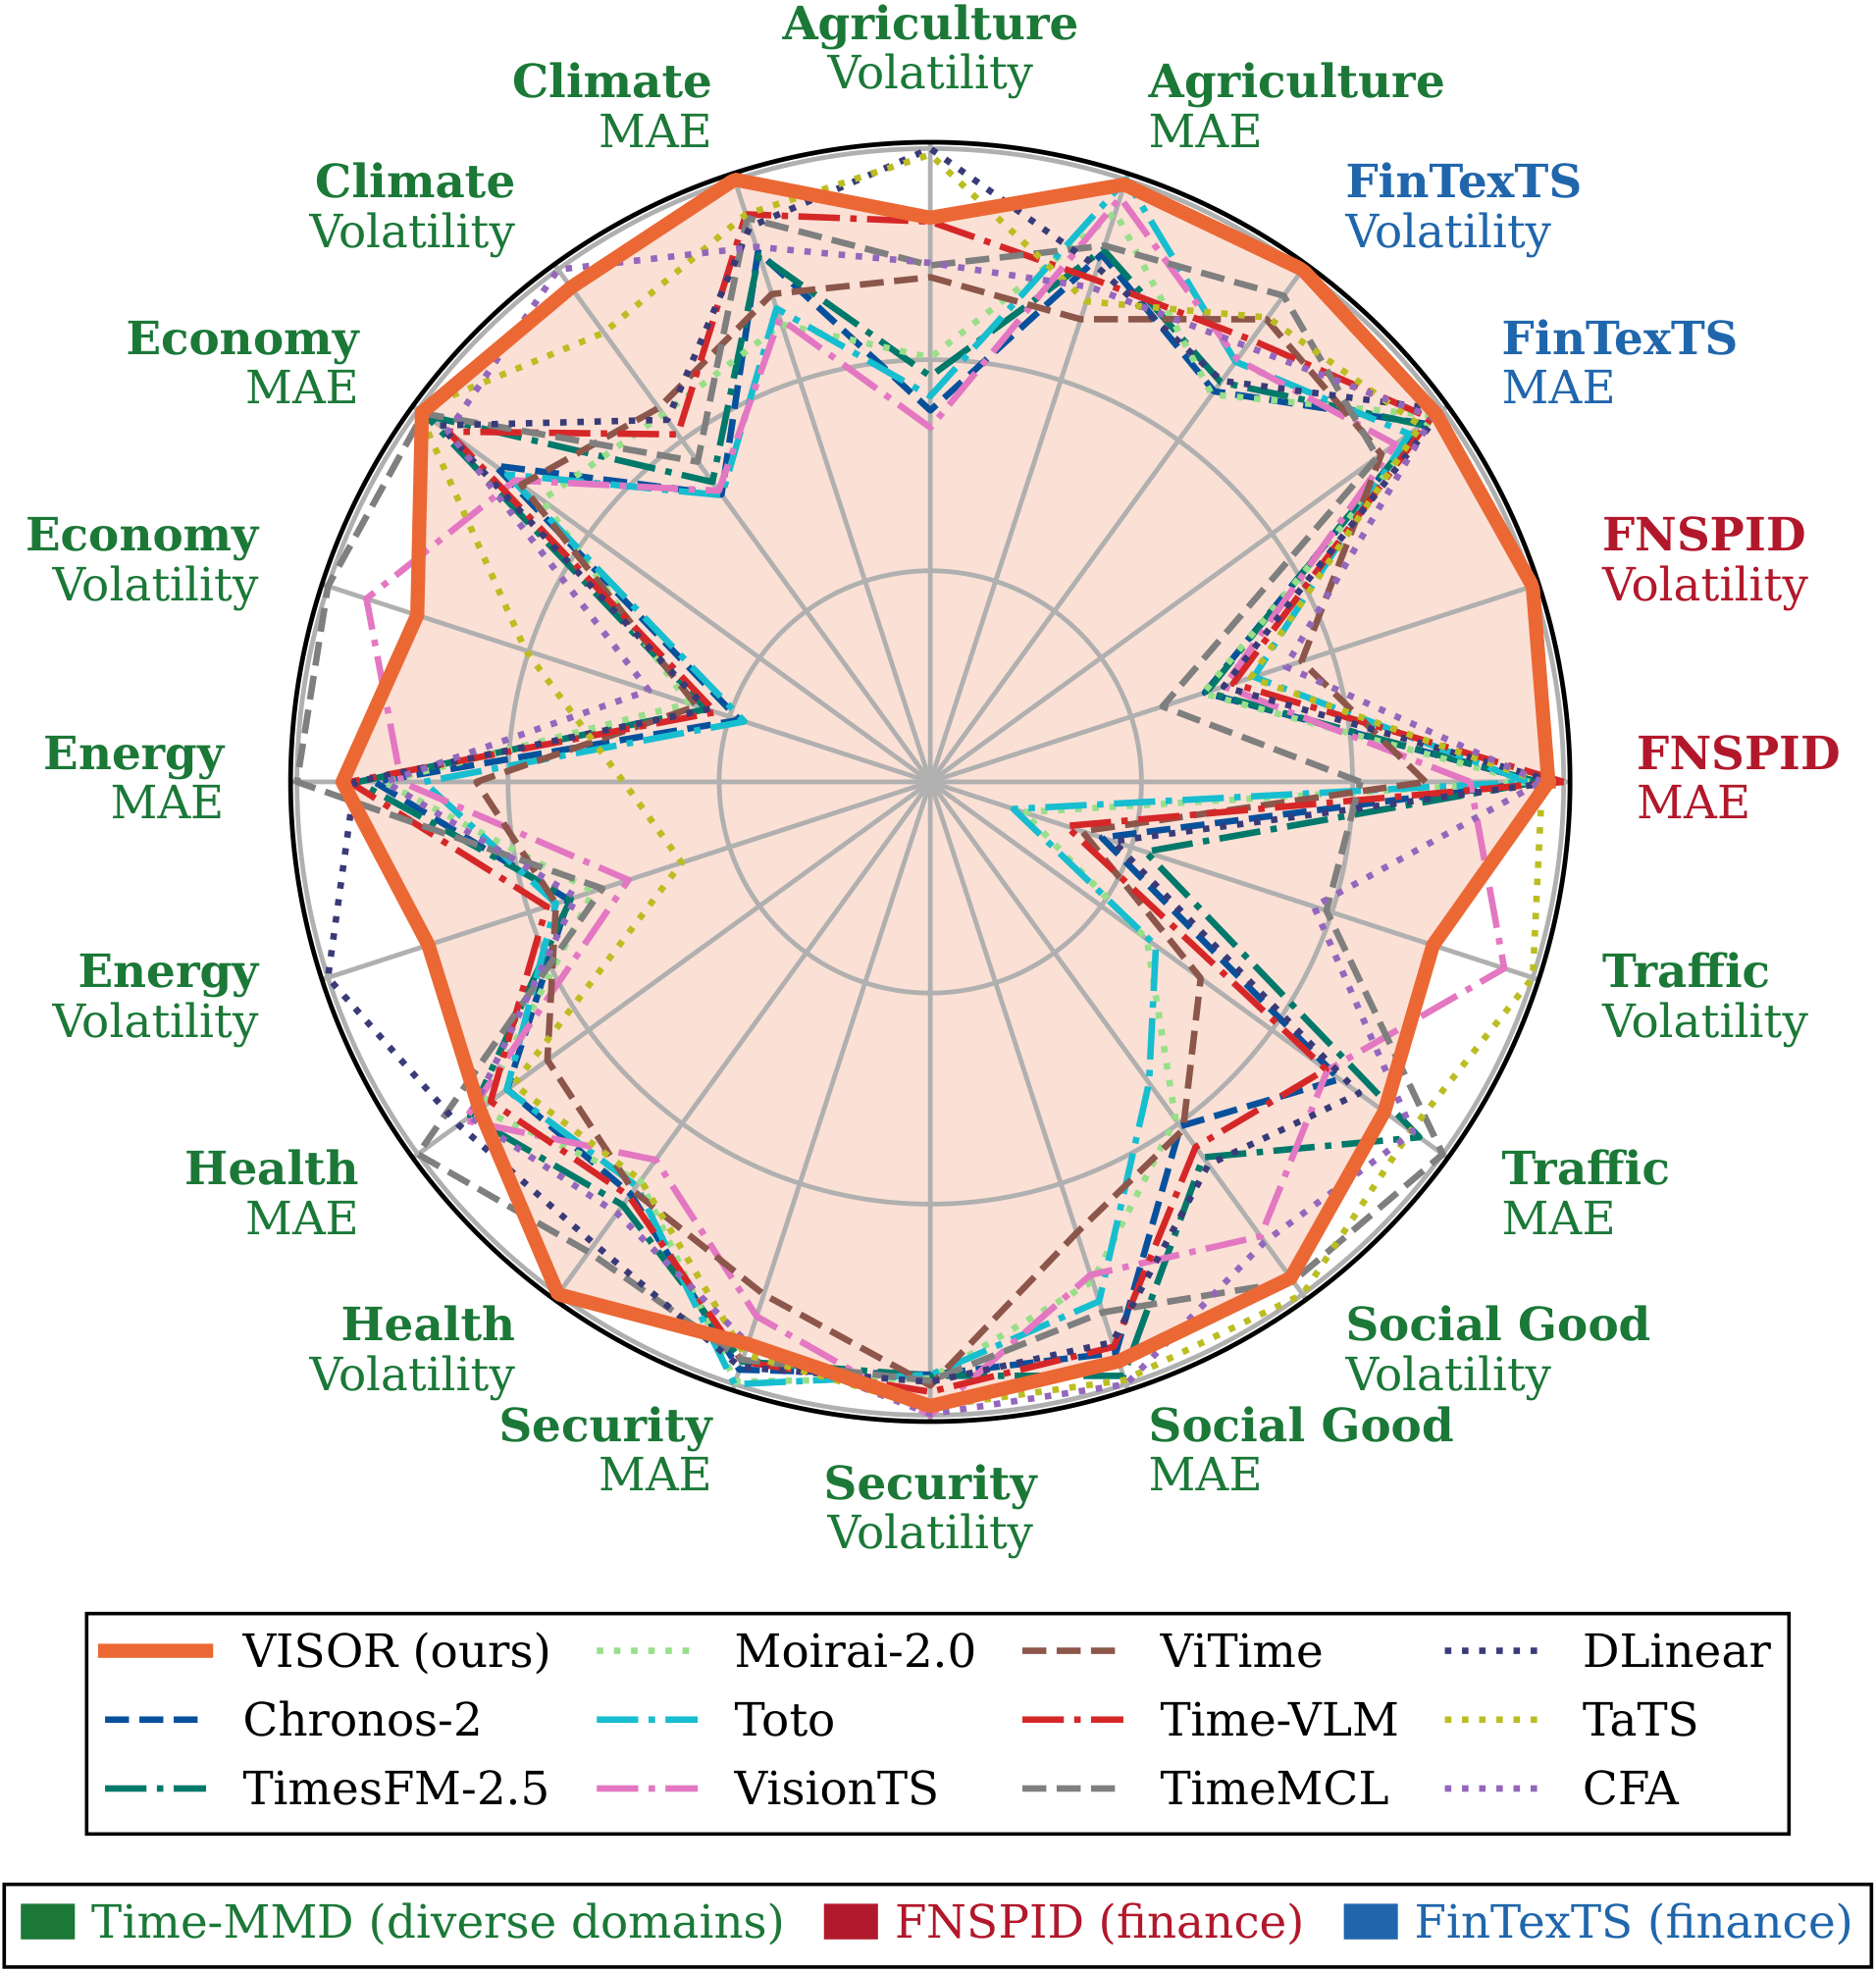 Agriculture
Volatility
Climate
MAE
Agriculture
MAE
Climate
Volatility
FinTexTS
Volatility
Economy
MAE
FinTexTS
MAE
Economy
Volatility
FNSPID
Volatility
Energy
MAE
FNSPID
MAE
Energy
Volatility
Traffic
Volatility
Health
MAE
Traffic
MAE
Health
Volatility
Social Good
Volatility
Security
MAE
Social Good
MAE
Security
Volatility
VISOR (ours)
Moirai-2.0
ViTime
DLinear
Chronos-2
Toto
Time-VLM
TaTS
TimesFM-2.5
VisionTS
TimeMCL
CFA
Time-MMD (diverse domains)
FNSPID (finance)
FinTexTS (finance)